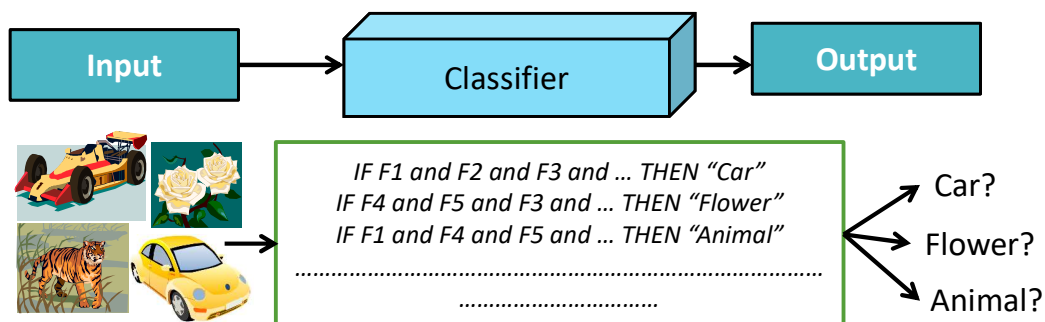 Input
Classifier
Output
IF F1 and F2 and F3 and … THEN “Car”
IF F4 and F5 and F3 and … THEN “Flower”
IF F1 and F4 and F5 and … THEN “Animal”
………………………………………………………………………………
……………………………
Car?
Flower?
Animal?